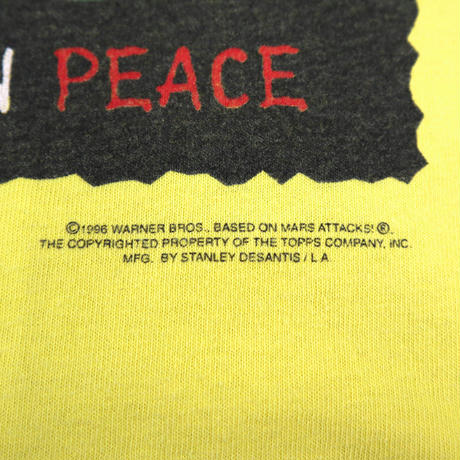 PEACE
©1996 WARNER BROS., BASED ON MARS ATTACKS! ®.
THE COPYRIGHTED PROPERTY OF THE TOPPS COMPANY, INC.
MFG. BY STANLEY DESANTIS / L A